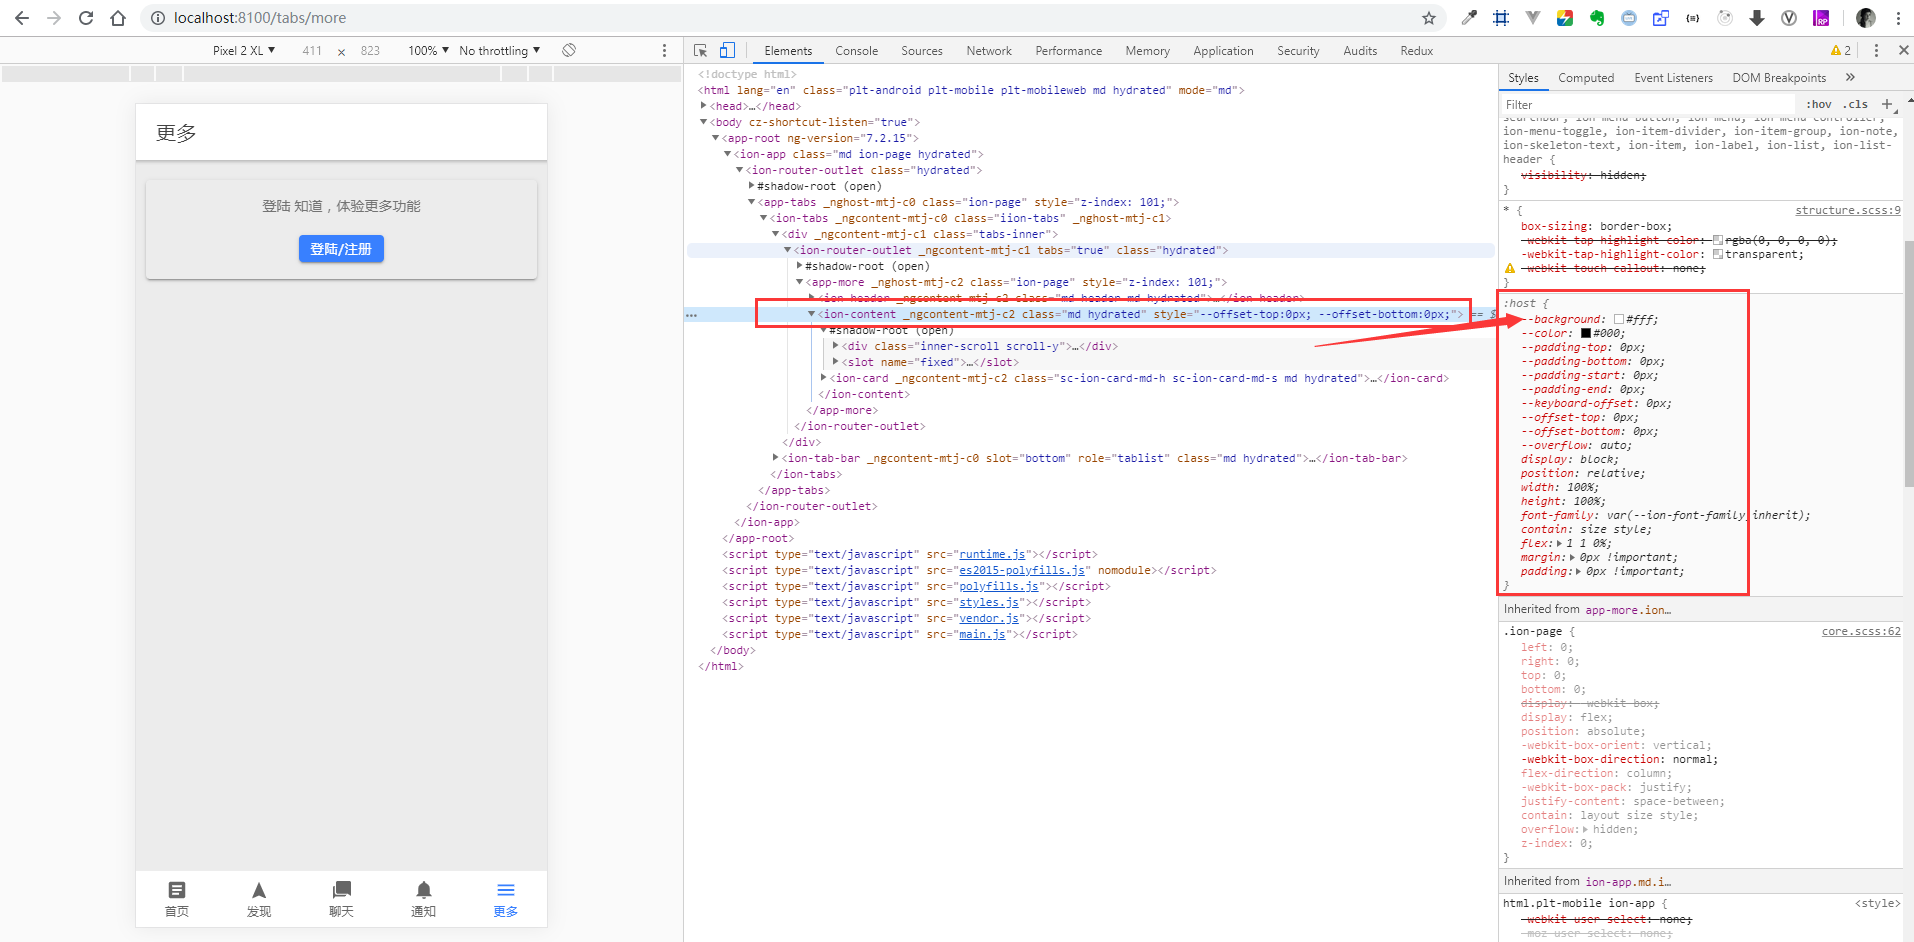 localhost:8100/tabs/more
Pixel 2 XL ▼ 411 × 823 100% ▼ No throttling ▼
更多
登陆 知道，体验更多功能
登陆/注册
首页 发现 聊天 通知 更多
Elements Console Sources Network Performance Memory Application Security Audits Redux 2
<!doctype html>
<html lang="en" class="plt-android plt-mobile plt-mobileweb md hydrated" mode="md">
<head>…</head>
<body cz-shortcut-listen="true">
<app-root ng-version="7.2.15">
<ion-app class="md ion-page hydrated">
<ion-router-outlet class="hydrated">
#shadow-root (open)
<app-tabs _nghost-mtj-c0 class="ion-page" style="z-index: 101;">
<ion-tabs _ngcontent-mtj-c0 class="iion-tabs" _nghost-mtj-c1>
<div _ngcontent-mtj-c1 class="tabs-inner">
<ion-router-outlet _ngcontent-mtj-c1 tabs="true" class="hydrated">
#shadow-root (open)
<app-more _nghost-mtj-c2 class="ion-page" style="z-index: 101;">
<ion-header _ngcontent-mtj-c2 class="md header-md hydrated">…</ion-header>
… <ion-content _ngcontent-mtj-c2 class="md hydrated" style="--offset-top:0px; --offset-bottom:0px;"> == $
#shadow-root (open)
<div class="inner-scroll scroll-y">…</div>
<slot name="fixed">…</slot>
<ion-card _ngcontent-mtj-c2 class="sc-ion-card-md-h sc-ion-card-md-s md hydrated">…</ion-card>
</ion-content>
</app-more>
</ion-router-outlet>
</div>
<ion-tab-bar _ngcontent-mtj-c0 slot="bottom" role="tablist" class="md hydrated">…</ion-tab-bar>
</ion-tabs>
</app-tabs>
</ion-router-outlet>
</ion-app>
</app-root>
<script type="text/javascript" src="runtime.js"></script>
<script type="text/javascript" src="es2015-polyfills.js" nomodule></script>
<script type="text/javascript" src="polyfills.js"></script>
<script type="text/javascript" src="styles.js"></script>
<script type="text/javascript" src="vendor.js"></script>
<script type="text/javascript" src="main.js"></script>
</body>
</html>
Styles Computed Event Listeners DOM Breakpoints »
Filter :hov .cls +
searchbar, ion-menu-button, ion-menu, ion-menu-controller,
ion-menu-toggle, ion-item-divider, ion-item-group, ion-note,
ion-skeleton-text, ion-item, ion-label, ion-list, ion-list-
header {
visibility: hidden;
}
* { structure.scss:9
box-sizing: border-box;
-webkit-tap-highlight-color: rgba(0, 0, 0, 0);
-webkit-tap-highlight-color: transparent;
-webkit-touch-callout: none;
}
:host {
--background: #fff;
--color: #000;
--padding-top: 0px;
--padding-bottom: 0px;
--padding-start: 0px;
--padding-end: 0px;
--keyboard-offset: 0px;
--offset-top: 0px;
--offset-bottom: 0px;
--overflow: auto;
display: block;
position: relative;
width: 100%;
height: 100%;
font-family: var(--ion-font-family,inherit);
contain: size style;
flex: 1 1 0%;
margin: 0px !important;
padding: 0px !important;
}
Inherited from app-more.ion…
.ion-page { core.scss:62
left: 0;
right: 0;
top: 0;
bottom: 0;
display: -webkit-box;
display: flex;
position: absolute;
-webkit-box-orient: vertical;
-webkit-box-direction: normal;
flex-direction: column;
-webkit-box-pack: justify;
justify-content: space-between;
contain: layout size style;
overflow: hidden;
z-index: 0;
}
Inherited from ion-app.md.i…
html.plt-mobile ion-app { <style>
-webkit-user-select: none;
-moz-user-select: none;